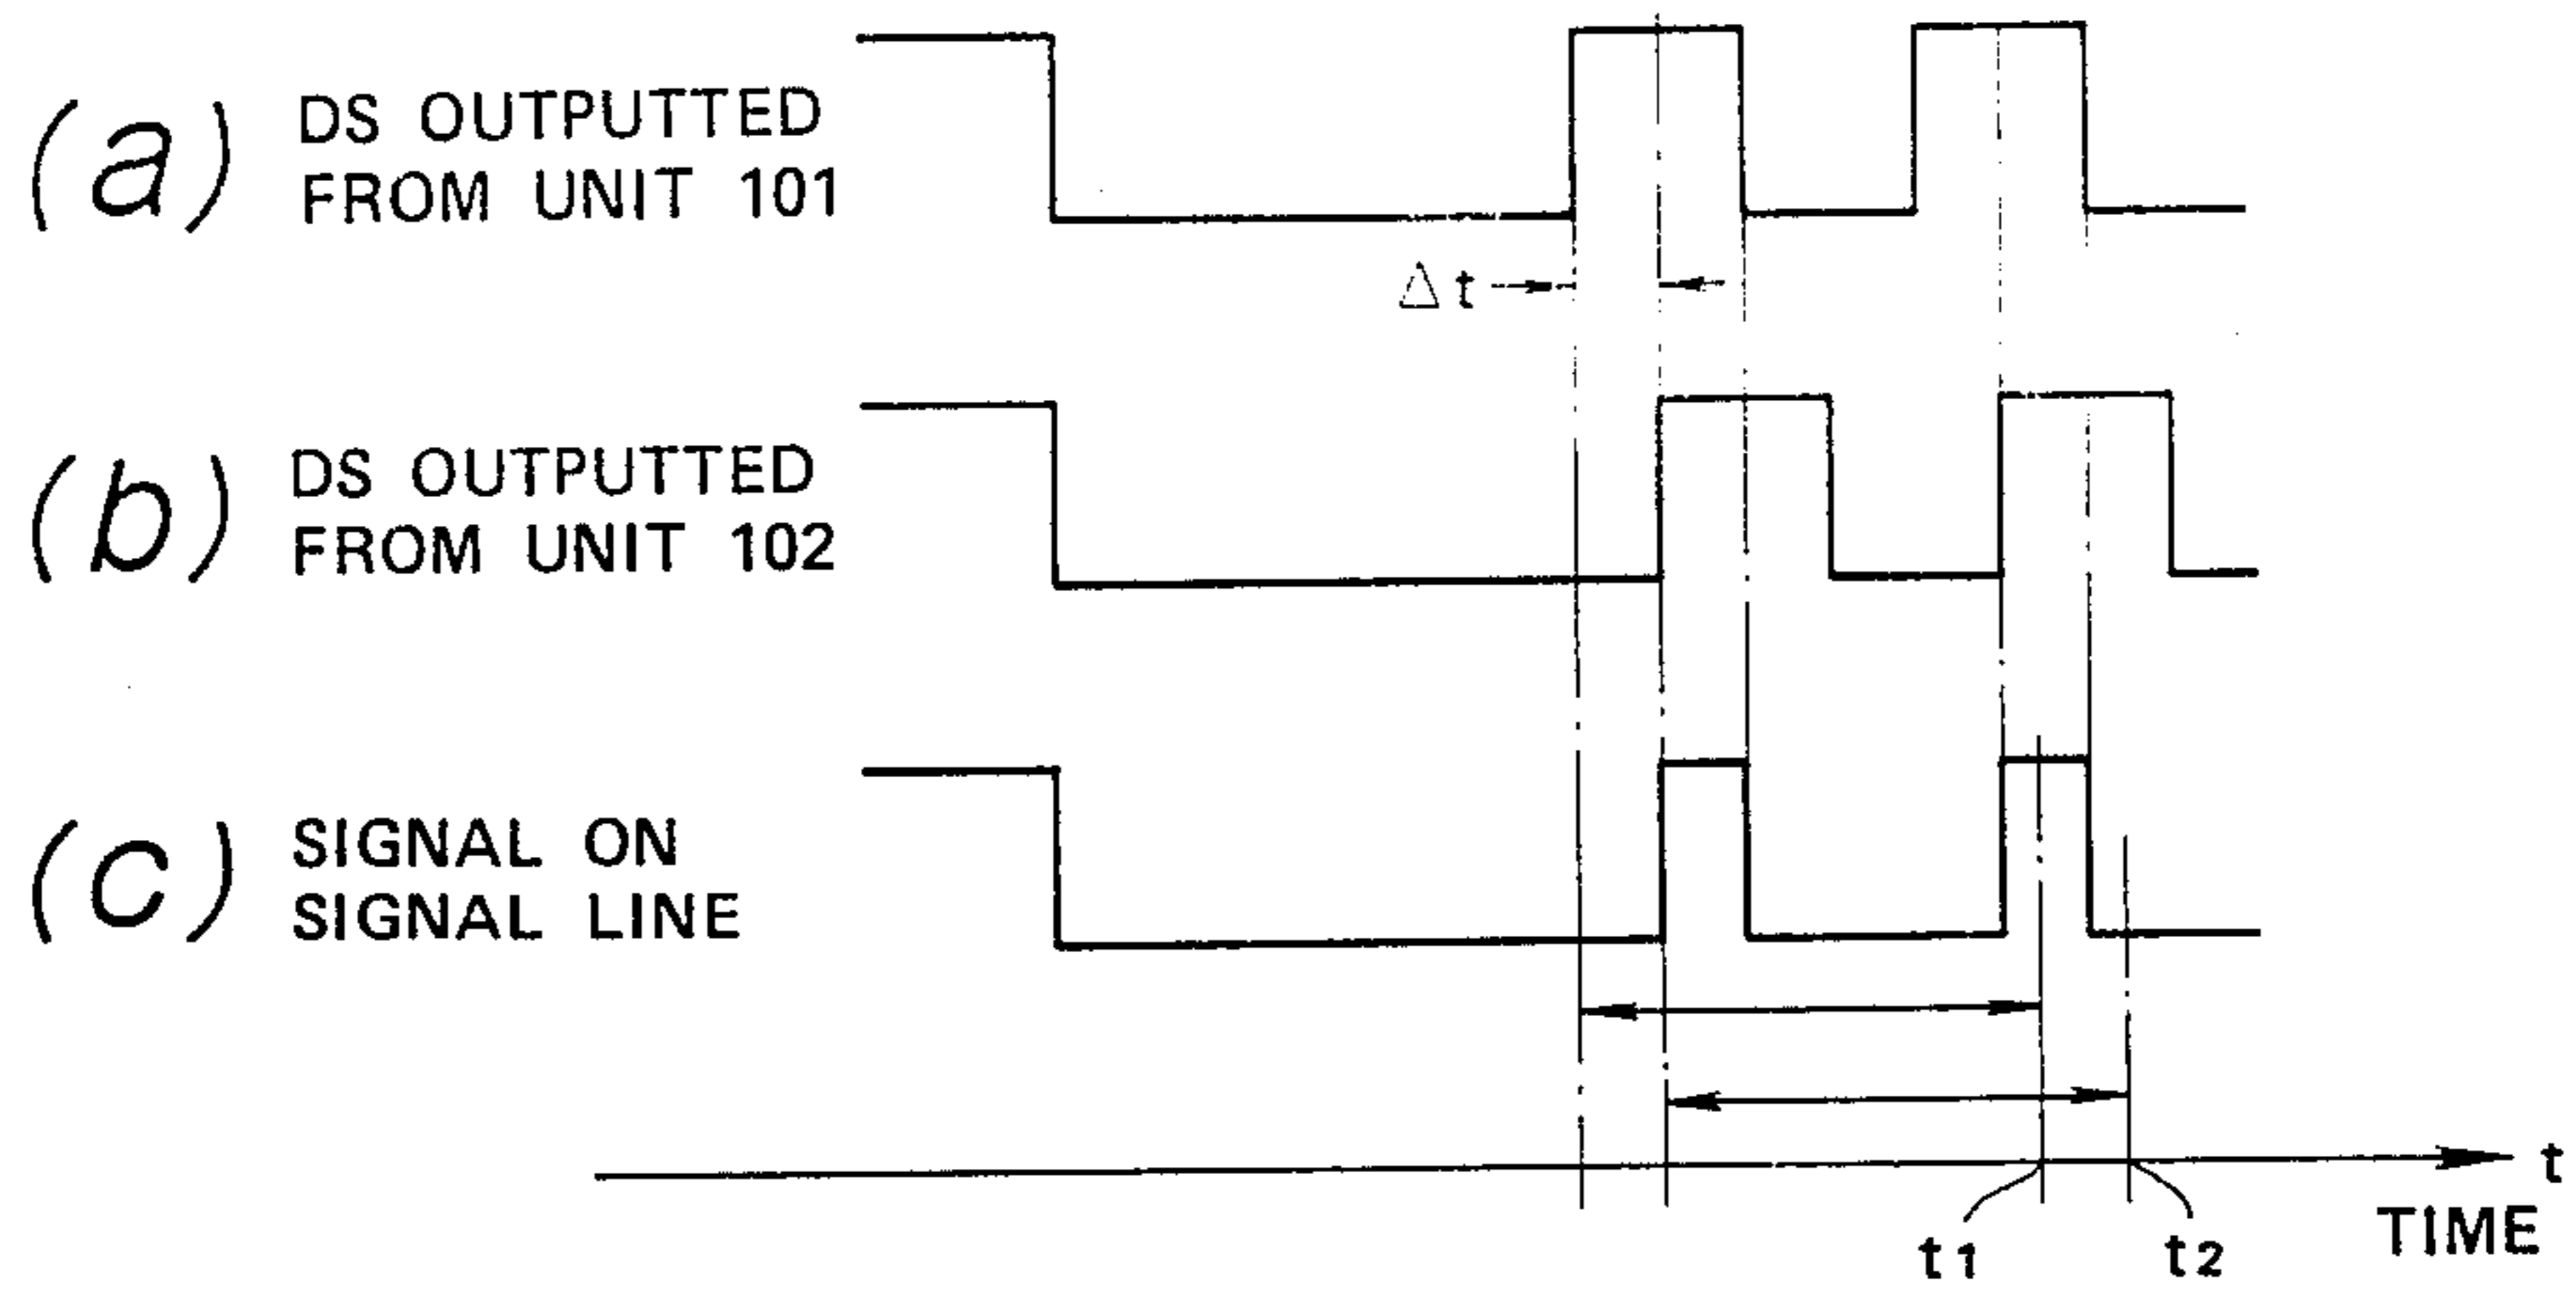 (a) DS OUTPUTTED
FROM UNIT 101
Δt
(b) DS OUTPUTTED
FROM UNIT 102
(c) SIGNAL ON
SIGNAL LINE
t
TIME
t1
t2